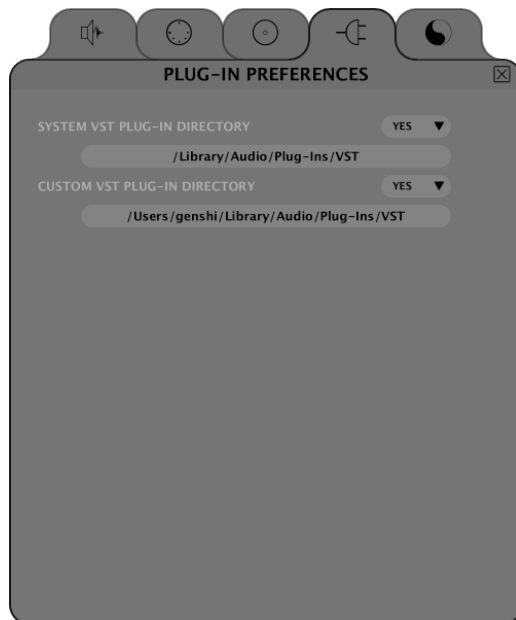 PLUG-IN PREFERENCES
SYSTEM VST PLUG-IN DIRECTORY YES
/Library/Audio/Plug-Ins/VST
CUSTOM VST PLUG-IN DIRECTORY YES
/Users/genshi/Library/Audio/Plug-Ins/VST